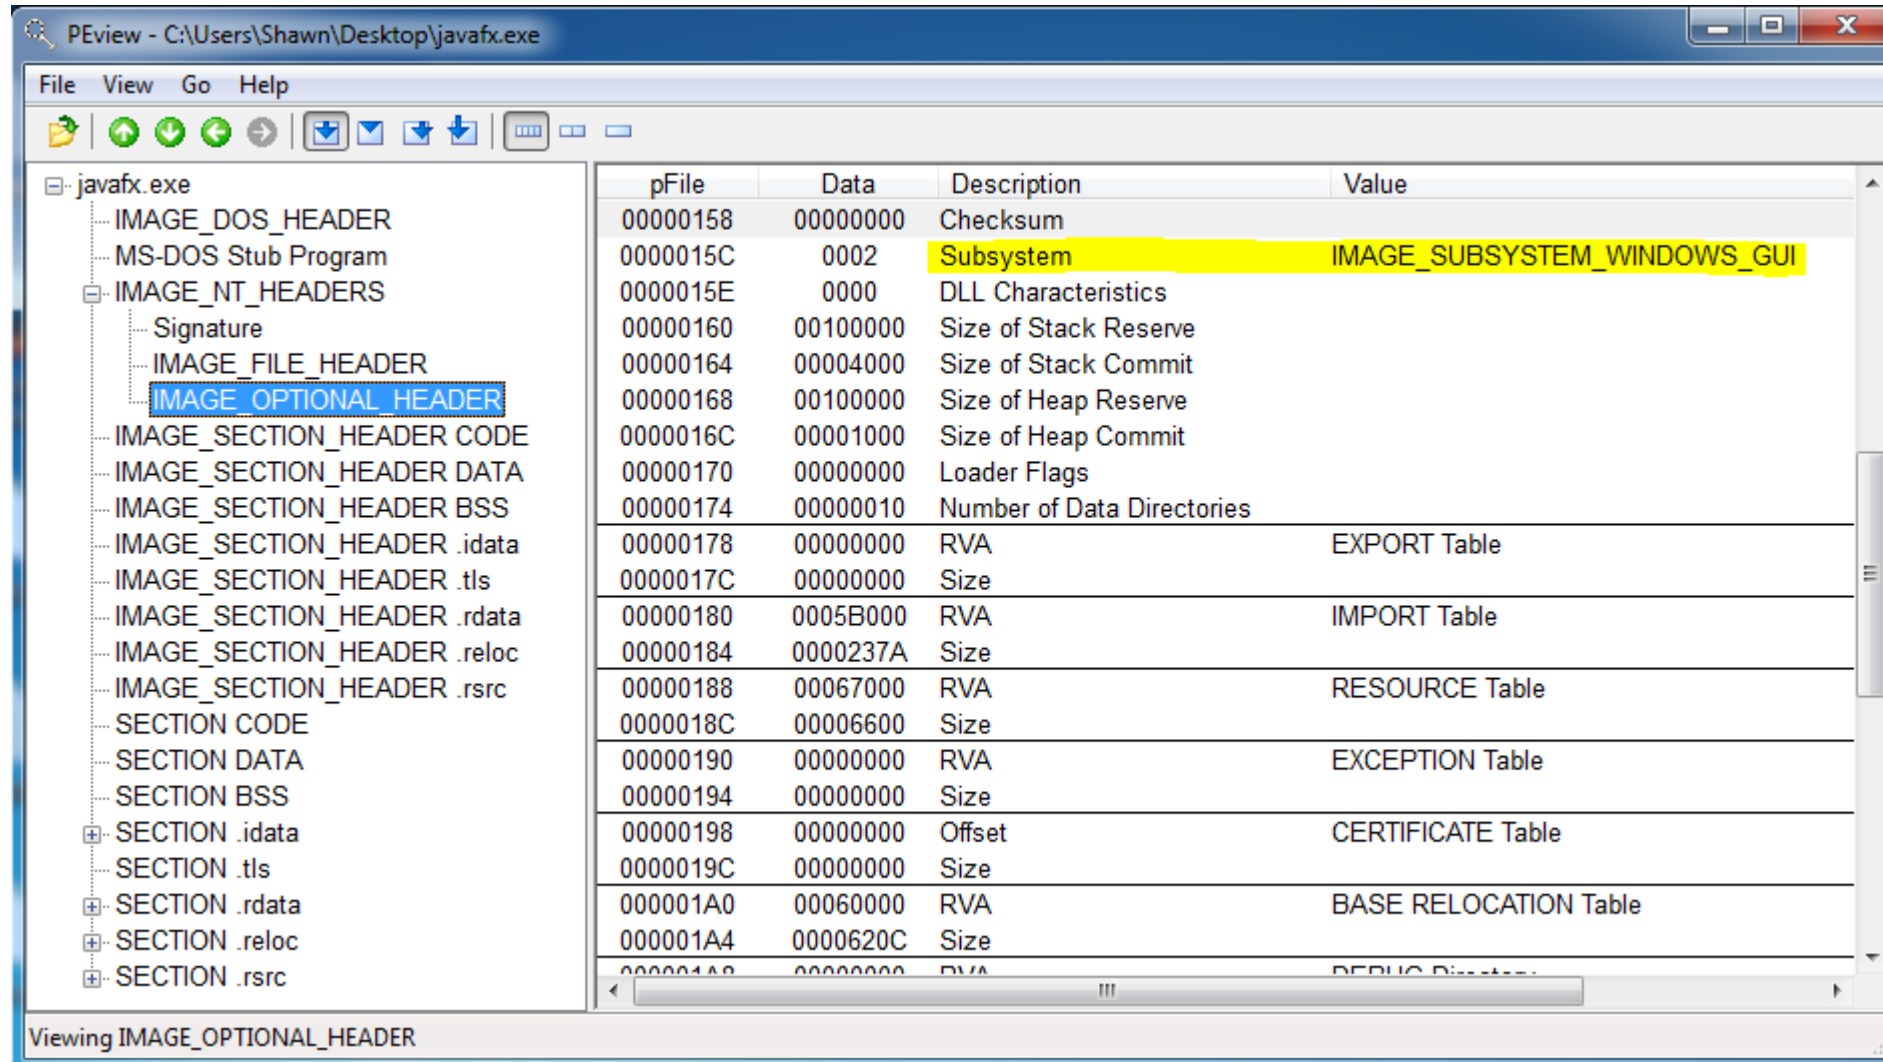 PEview - C:\Users\Shawn\Desktop\javafx.exe
File View Go Help
javafx.exe
IMAGE_DOS_HEADER
MS-DOS Stub Program
IMAGE_NT_HEADERS
Signature
IMAGE_FILE_HEADER
IMAGE_OPTIONAL_HEADER
IMAGE_SECTION_HEADER CODE
IMAGE_SECTION_HEADER DATA
IMAGE_SECTION_HEADER BSS
IMAGE_SECTION_HEADER .idata
IMAGE_SECTION_HEADER .tls
IMAGE_SECTION_HEADER .rdata
IMAGE_SECTION_HEADER .reloc
IMAGE_SECTION_HEADER .rsrc
SECTION CODE
SECTION DATA
SECTION BSS
SECTION .idata
SECTION .tls
SECTION .rdata
SECTION .reloc
SECTION .rsrc
pFile Data Description Value
00000158 00000000 Checksum
0000015C 0002 Subsystem IMAGE_SUBSYSTEM_WINDOWS_GUI
0000015E 0000 DLL Characteristics
00000160 00100000 Size of Stack Reserve
00000164 00004000 Size of Stack Commit
00000168 00100000 Size of Heap Reserve
0000016C 00001000 Size of Heap Commit
00000170 00000000 Loader Flags
00000174 00000010 Number of Data Directories
00000178 00000000 RVA EXPORT Table
0000017C 00000000 Size
00000180 0005B000 RVA IMPORT Table
00000184 0000237A Size
00000188 00067000 RVA RESOURCE Table
0000018C 00006600 Size
00000190 00000000 RVA EXCEPTION Table
00000194 00000000 Size
00000198 00000000 Offset CERTIFICATE Table
0000019C 00000000 Size
000001A0 00060000 RVA BASE RELOCATION Table
000001A4 0000620C Size
000001A8 00000000 RVA DEBUG Directory
Viewing IMAGE_OPTIONAL_HEADER